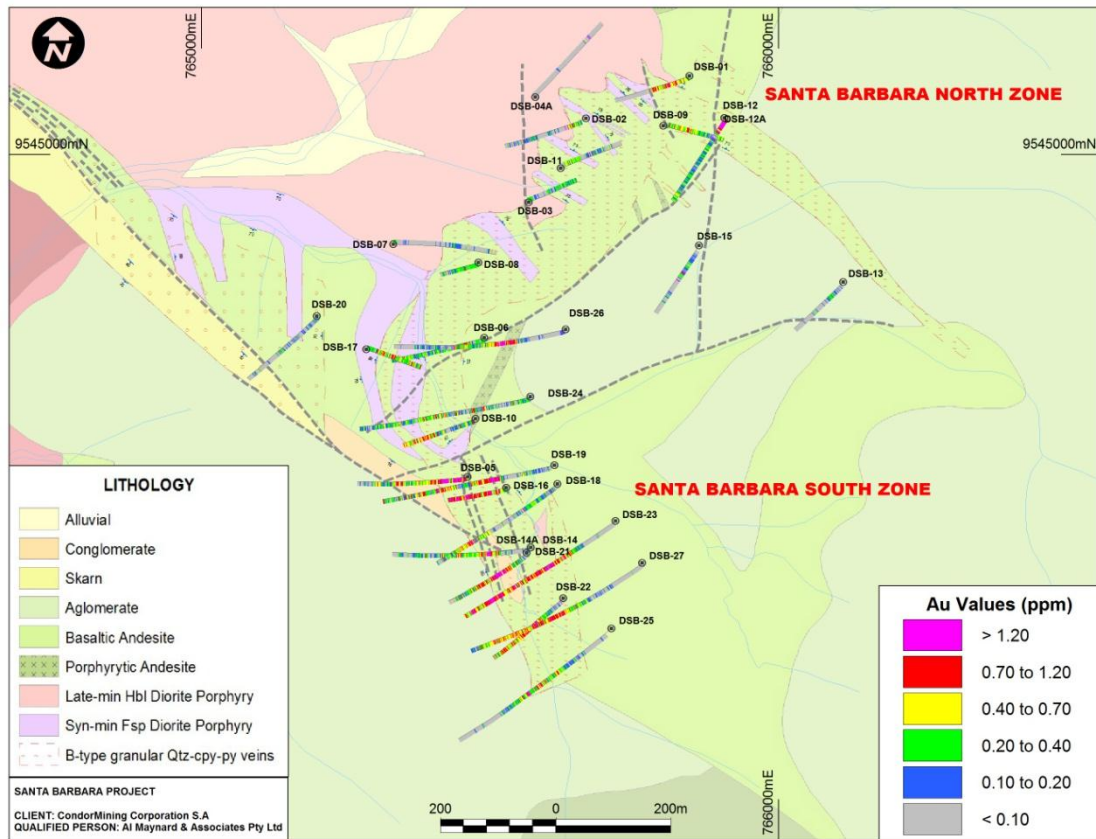 N
765000mE
766000mE
DSB-01
SANTA BARBARA NORTH ZONE
DSB-04A
DSB-12
DSB-02
DSB-09
DSB-12A
9545000mN
9545000mN
DSB-11
DSB-03
DSB-07
DSB-15
DSB-08
DSB-13
DSB-20
DSB-26
DSB-06
DSB-17
DSB-24
DSB-10
DSB-19
DSB-05
DSB-18
DSB-16
SANTA BARBARA SOUTH ZONE
DSB-23
DSB-14A
DSB-14
DSB-21
DSB-27
DSB-22
DSB-25
LITHOLOGY
Alluvial
Conglomerate
Skarn
Aglomerate
Basaltic Andesite
Porphyrytic Andesite
Late-min Hbl Diorite Porphyry
Syn-min Fsp Diorite Porphyry
B-type granular Qtz-cpy-py veins
SANTA BARBARA PROJECT
CLIENT: CondorMining Corporation S.A
QUALIFIED PERSON: Al Maynard & Associates Pty Ltd
200
0
200m
766000mE
Au Values (ppm)
> 1.20
0.70 to 1.20
0.40 to 0.70
0.20 to 0.40
0.10 to 0.20
< 0.10